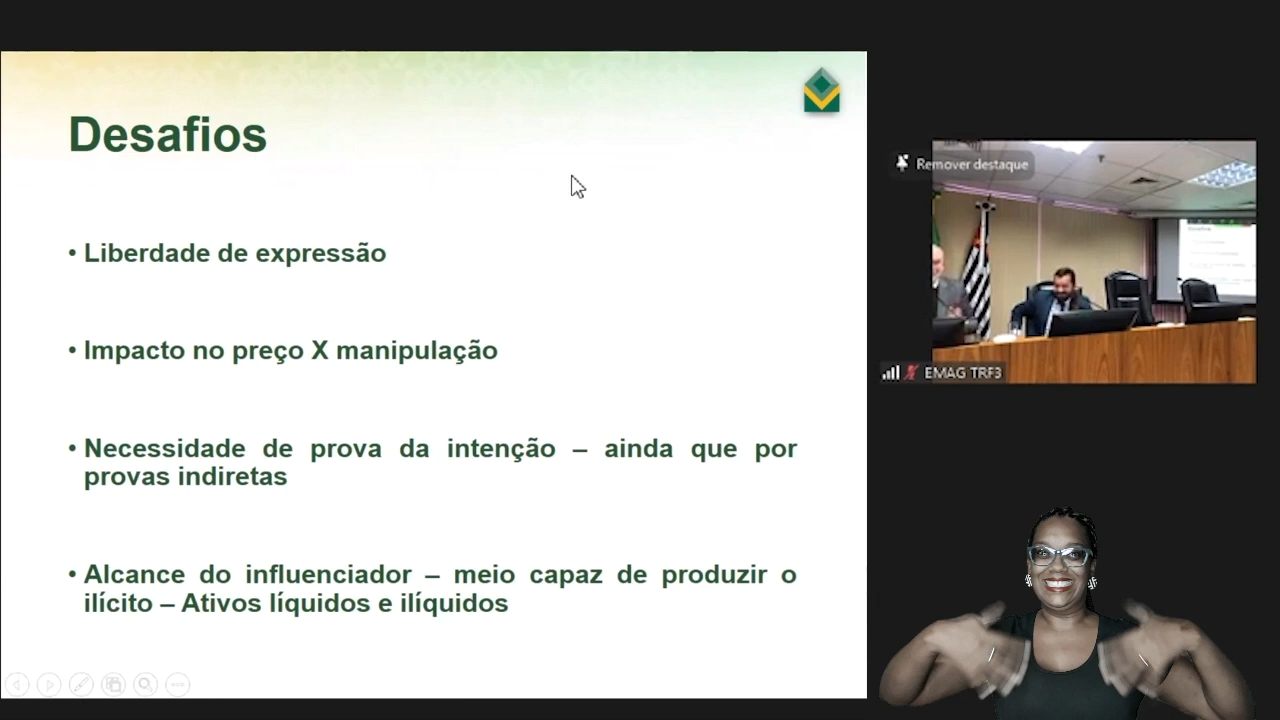 Desafios
• Liberdade de expressão
• Impacto no preço X manipulação
• Necessidade de prova da intenção – ainda que por
provas indiretas
• Alcance do influenciador – meio capaz de produzir o
ilícito – Ativos líquidos e ilíquidos
Remover destaque
EMAG TRF3